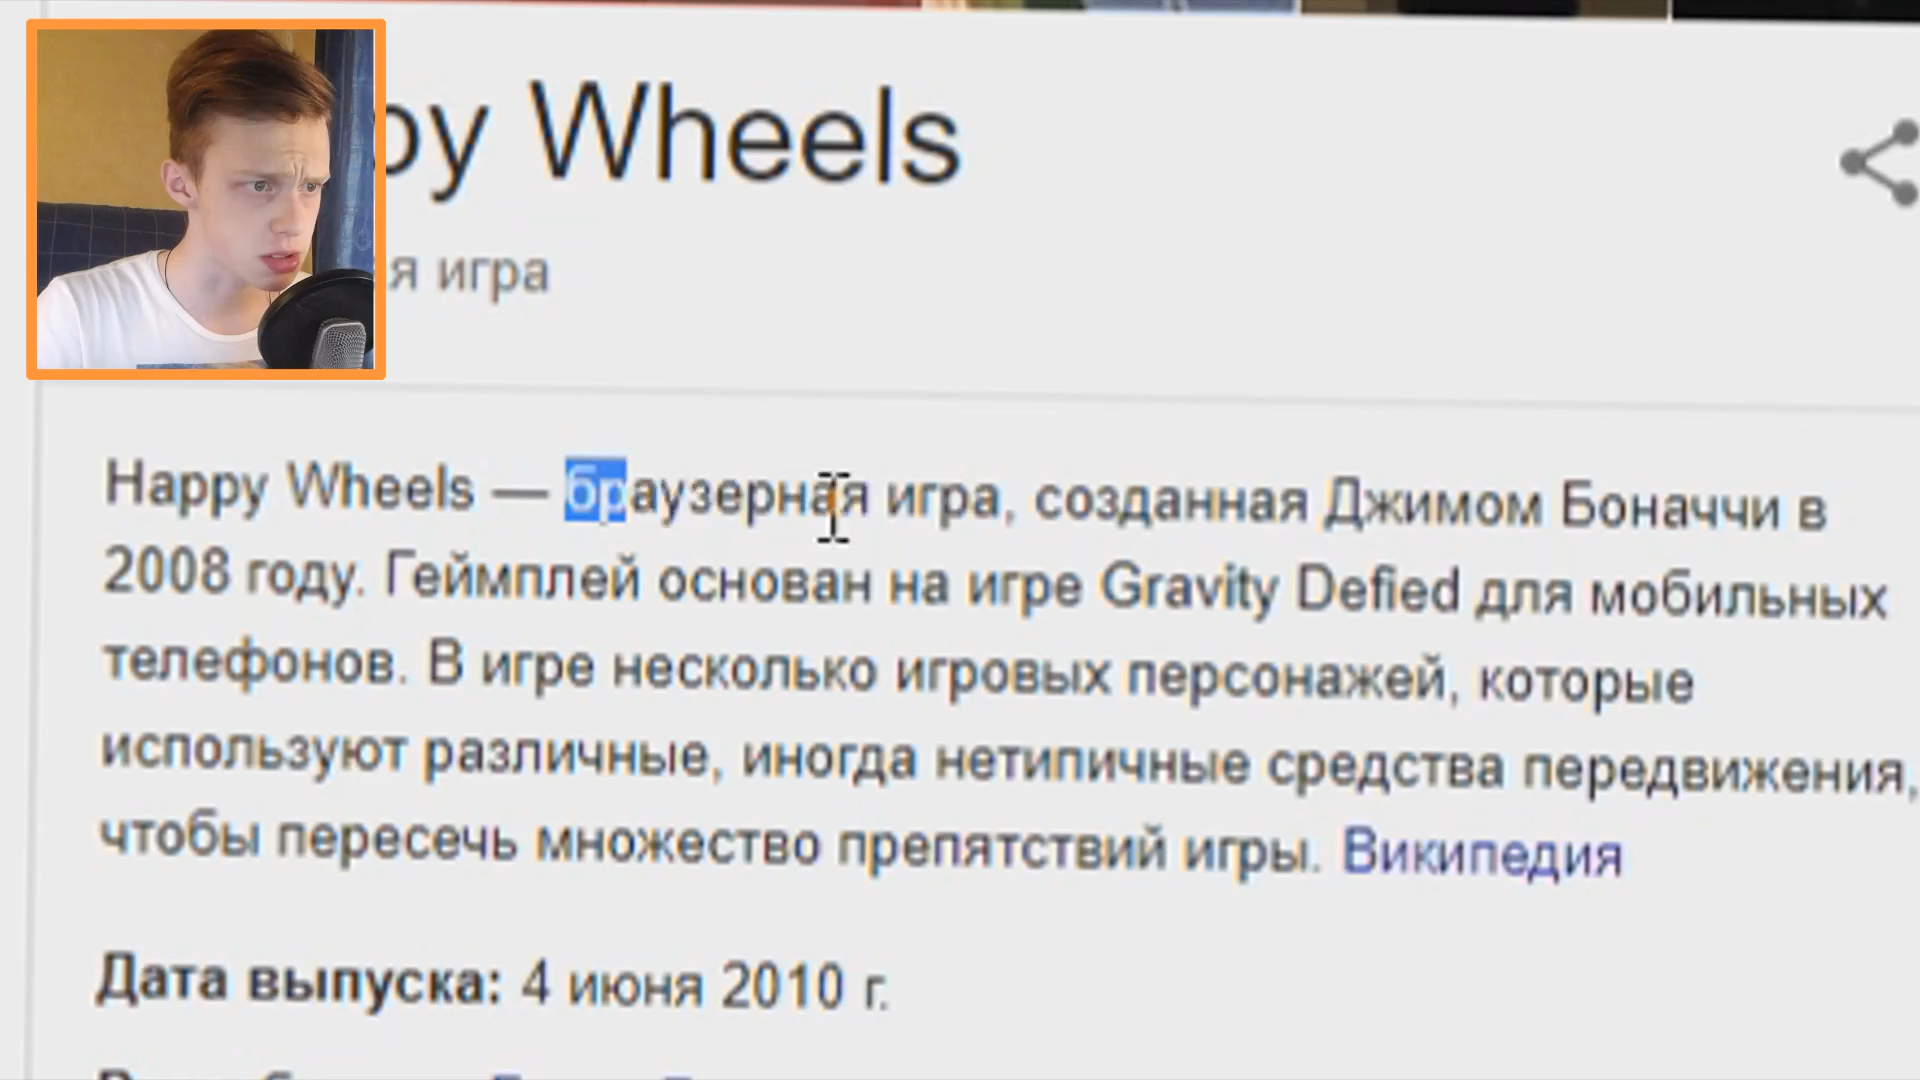 py Wheels
я игра
Happy Wheels — браузерная игра, созданная Джимом Боначчи в
2008 году. Геймплей основан на игре Gravity Defied для мобильных
телефонов. В игре несколько игровых персонажей, которые
используют различные, иногда нетипичные средства передвижения,
чтобы пересечь множество препятствий игры. Википедия
Дата выпуска: 4 июня 2010 г.